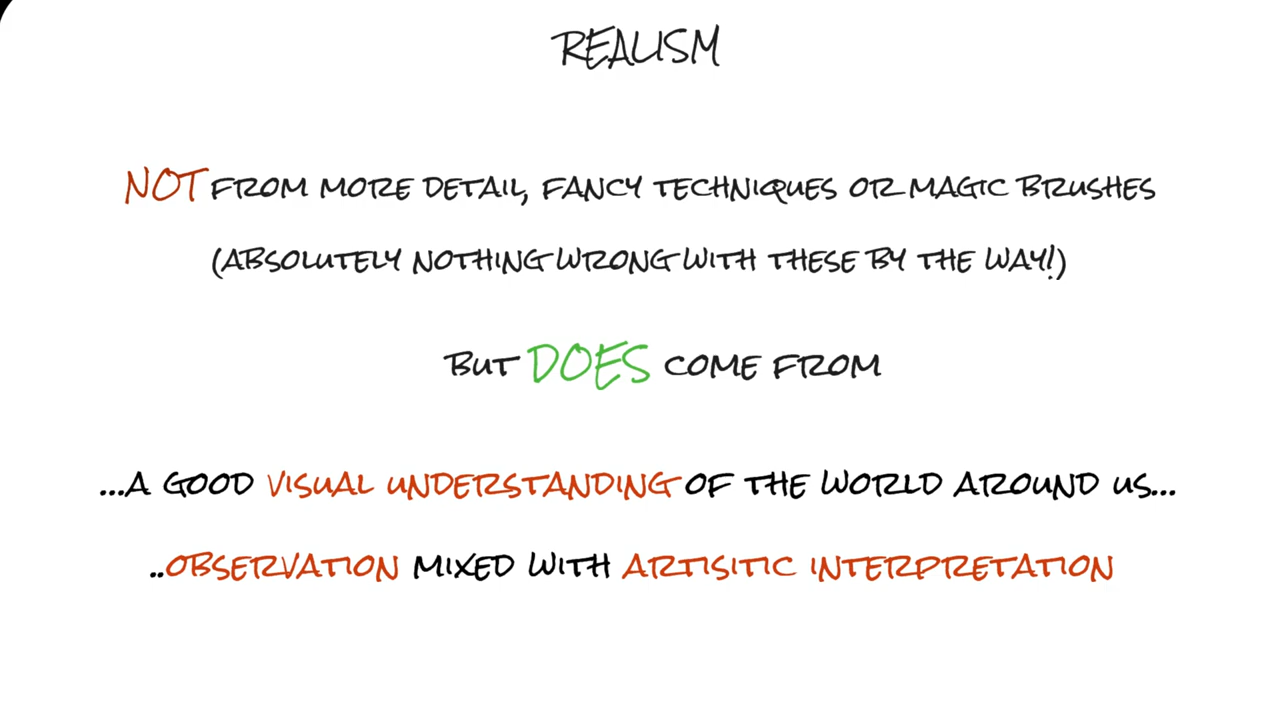 REALISM
NOT FROM MORE DETAIL, FANCY TECHNIQUES OR MAGIC BRUSHES
(ABSOLUTELY NOTHING WRONG WITH THESE BY THE WAY!)
BUT DOES COME FROM
...A GOOD VISUAL UNDERSTANDING OF THE WORLD AROUND US...
..OBSERVATION MIXED WITH ARTISITIC INTERPRETATION